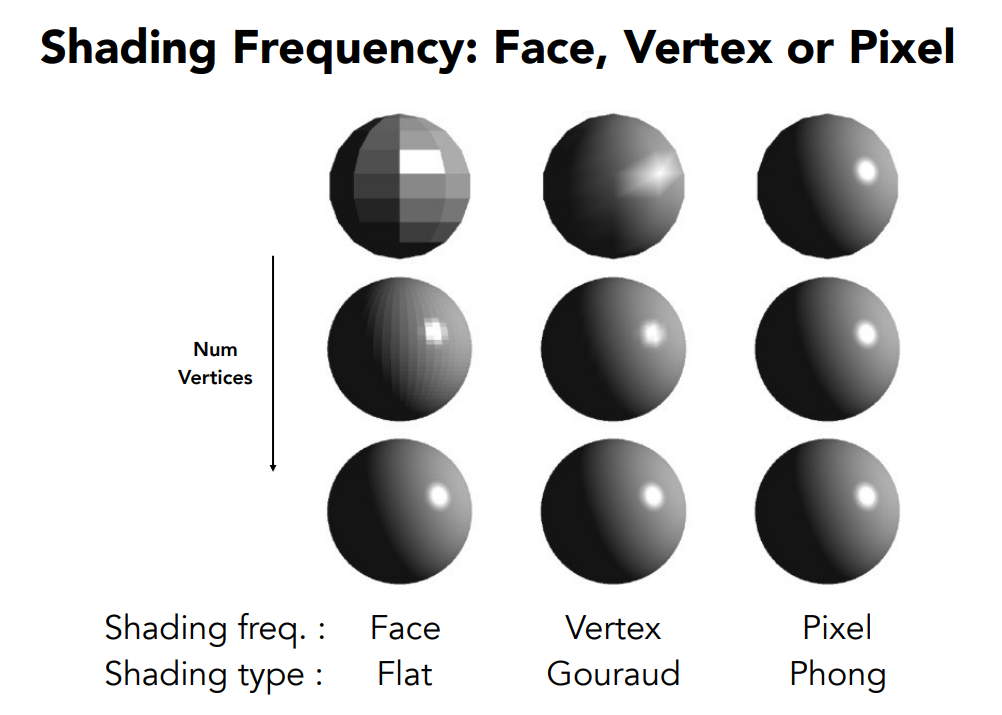 Shading Frequency: Face, Vertex or Pixel
Num
Vertices
Shading freq. : Face Vertex Pixel
Shading type : Flat Gouraud Phong